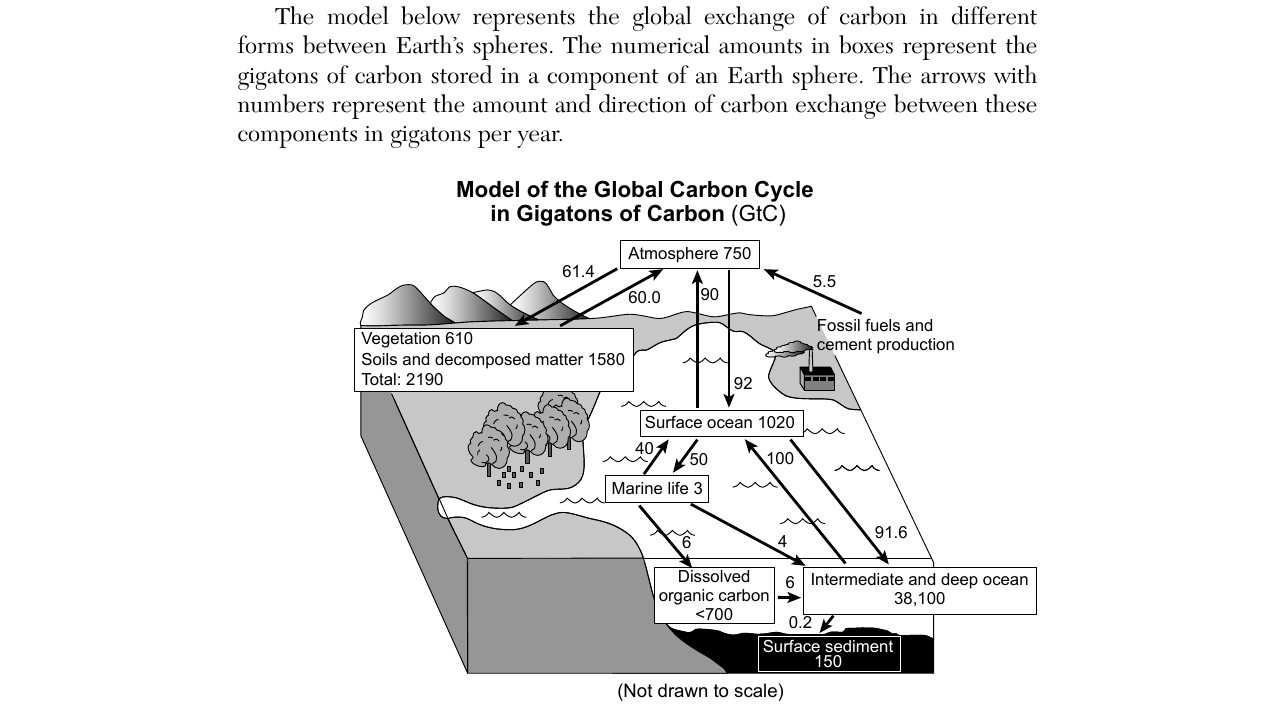 The model below represents the global exchange of carbon in different
forms between Earth’s spheres. The numerical amounts in boxes represent the
gigatons of carbon stored in a component of an Earth sphere. The arrows with
numbers represent the amount and direction of carbon exchange between these
components in gigatons per year.
Model of the Global Carbon Cycle
in Gigatons of Carbon (GtC)
Atmosphere 750
61.4
60.0
90
5.5
Fossil fuels and
cement production
Vegetation 610
Soils and decomposed matter 1580
Total: 2190
92
Surface ocean 1020
40
50
100
Marine life 3
91.6
6
4
Dissolved
organic carbon
<700
6
Intermediate and deep ocean
38,100
0.2
Surface sediment
150
(Not drawn to scale)